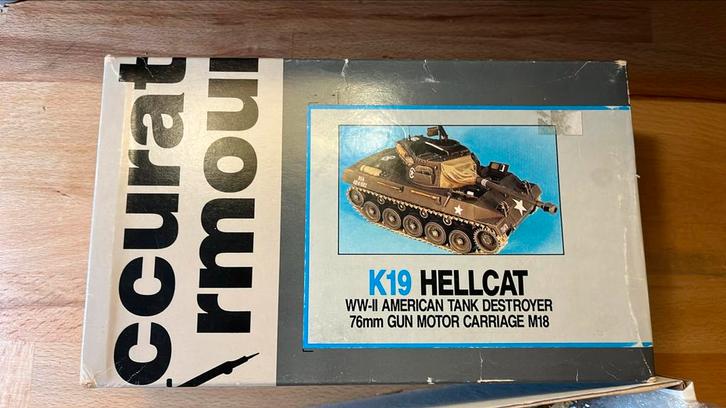 ccurat
rmour
K19 HELLCAT
WW-II AMERICAN TANK DESTROYER
76mm GUN MOTOR CARRIAGE M18